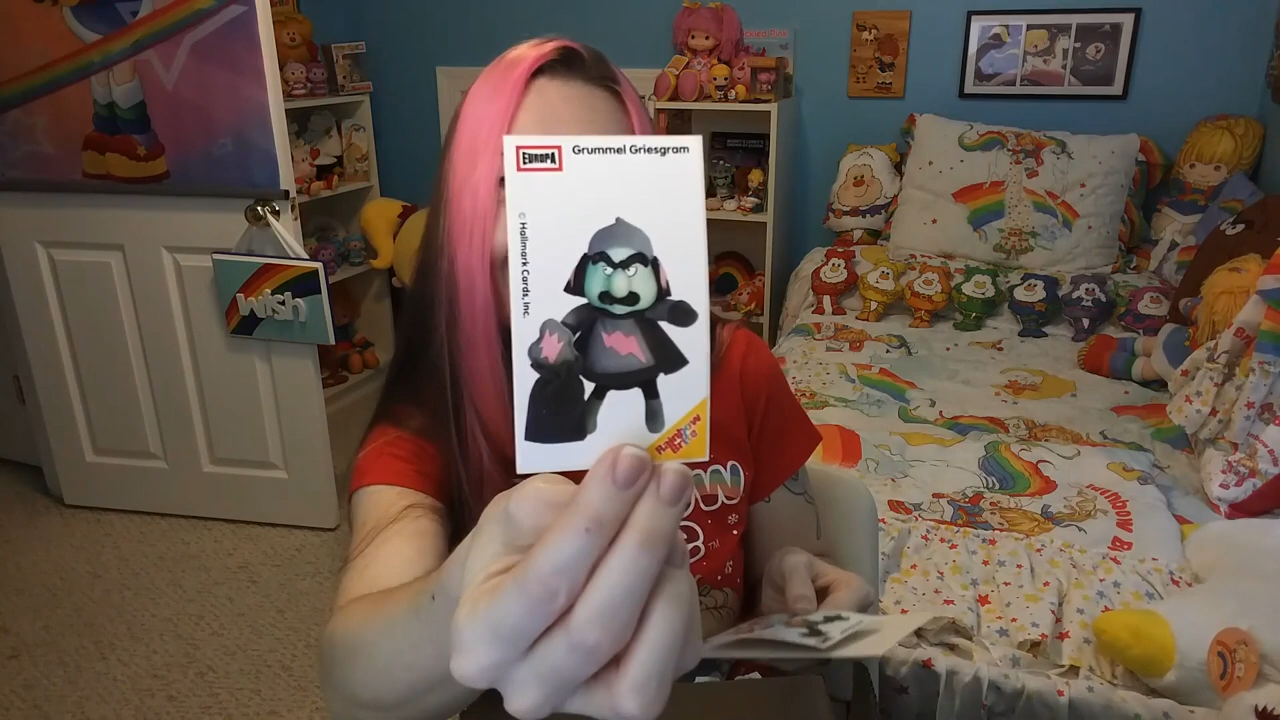 EUROPA
Grummel Griesgram
© Hallmark Cards, Inc.
Rainbow
Brite
wish